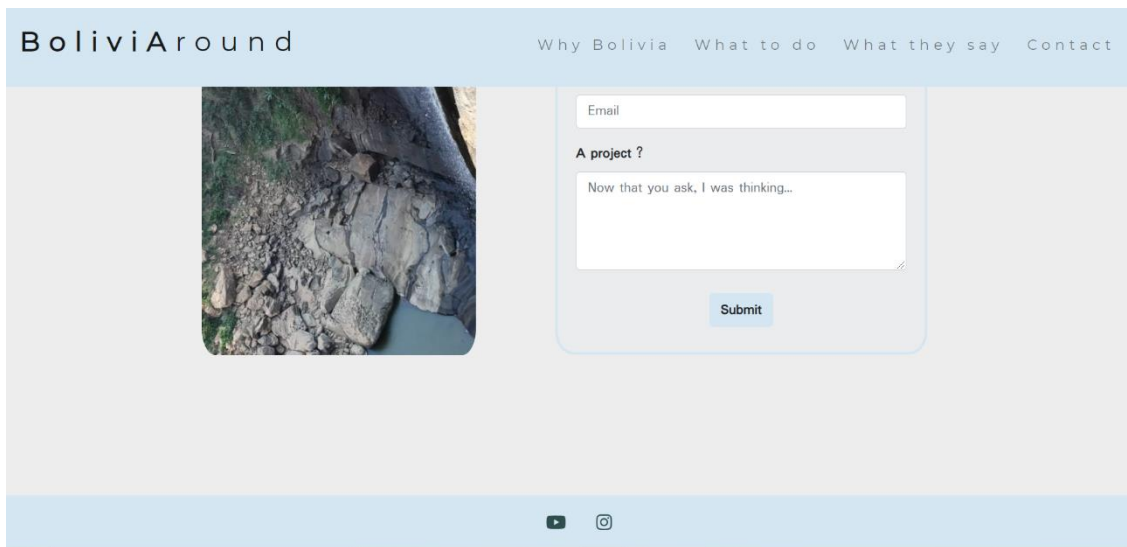 BoliviAround
Why Bolivia What to do What they say Contact
Email
A project ?
Now that you ask, I was thinking...
Submit